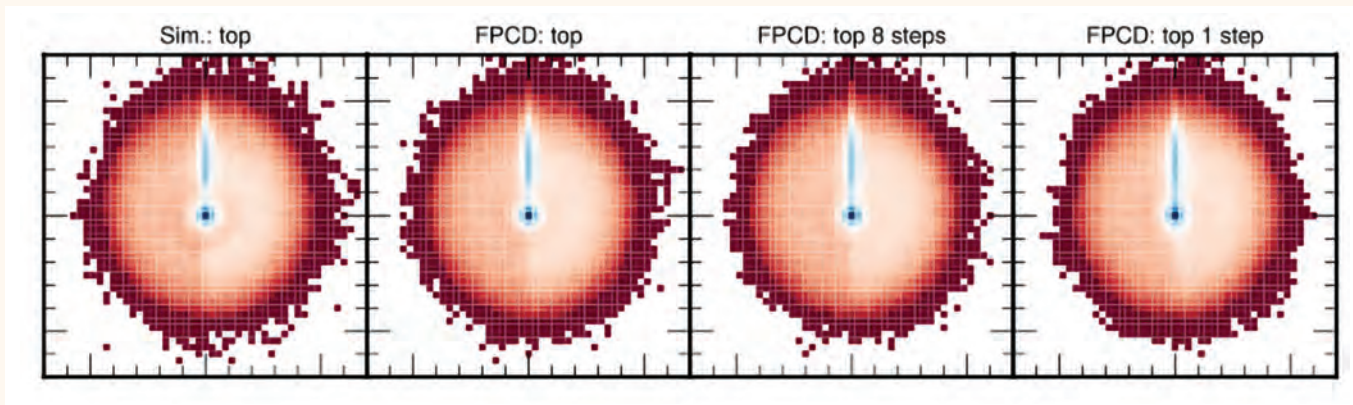 Sim.: top
FPCD: top
FPCD: top 8 steps
FPCD: top 1 step